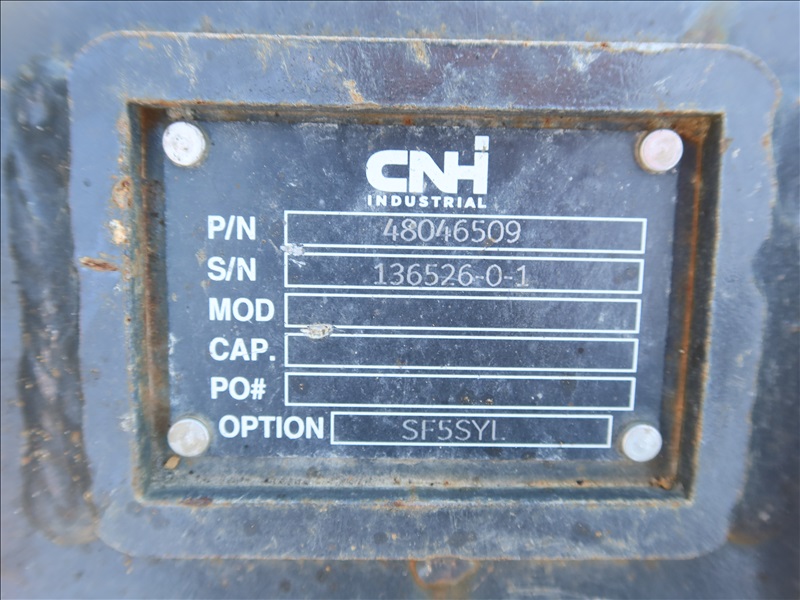 CNH
INDUSTRIAL
P/N 48046509
S/N 136526-0-1
MOD
CAP.
PO#
OPTION SF5SYL